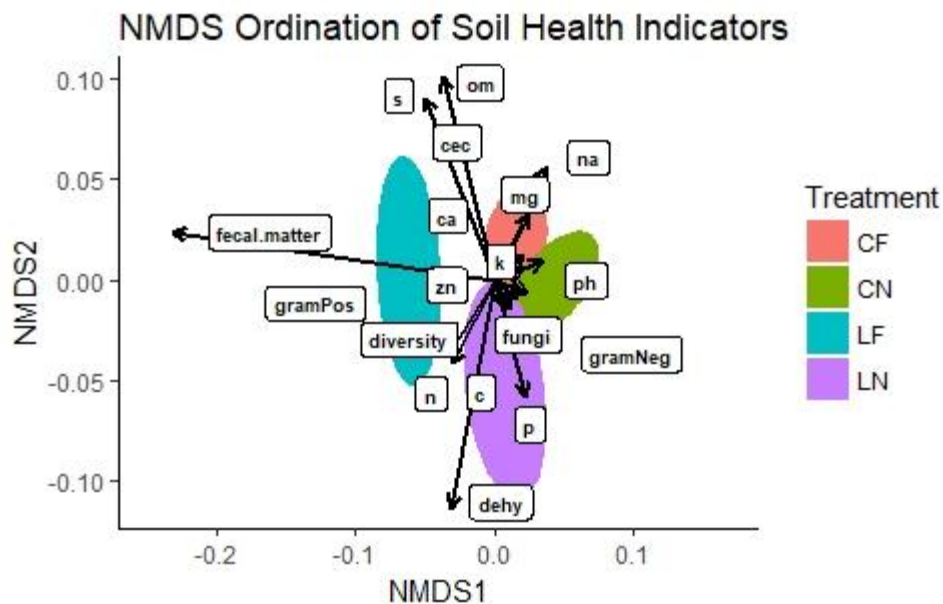 NMDS Ordination of Soil Health Indicators
NMDS2
0.10
0.05
0.00
-0.05
-0.10
om
s
cec
na
mg
ca
fecal.matter
k
zn
ph
gramPos
diversity
fungi
gramNeg
n
c
p
dehy
-0.2
-0.1
0.0
0.1
NMDS1
Treatment
CF
CN
LF
LN